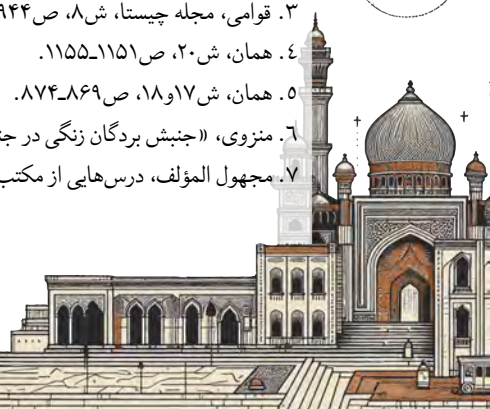 ۳. قوامی، مجله چیستا، ش۸، ص۹۴۴
٤. همان، ش۲۰، ص۱۱۵۱ـ۱۱۵۵.
۵. همان، ش۱۷و۱۸، ص۸۶۹ـ۸۷۴.
٦. منزوی، «جنبش بردگان زنگی در
۷. مجهول المؤلف، درس‌هایی از مکتب